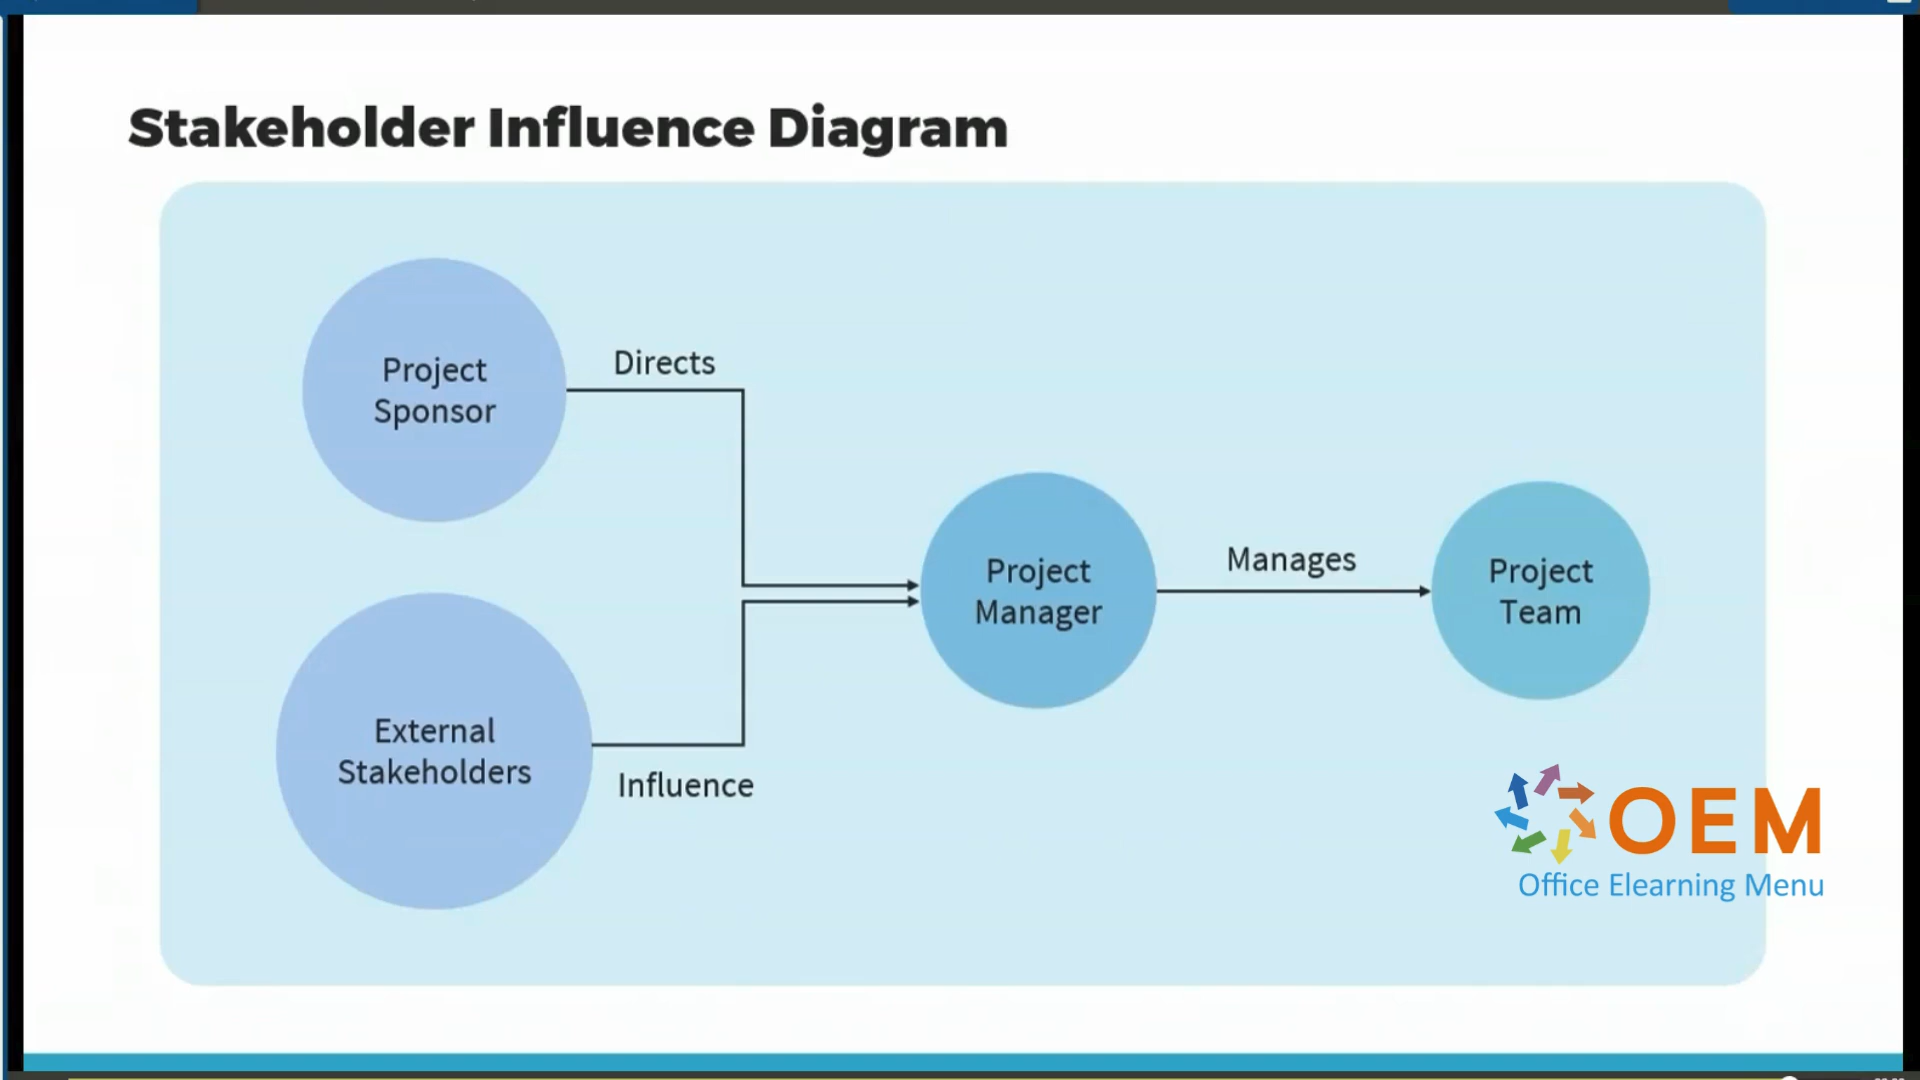 Stakeholder Influence Diagram
Project
Sponsor
Directs
External
Stakeholders
Influence
Project
Manager
Manages
Project
Team
OEM
Office Elearning Menu